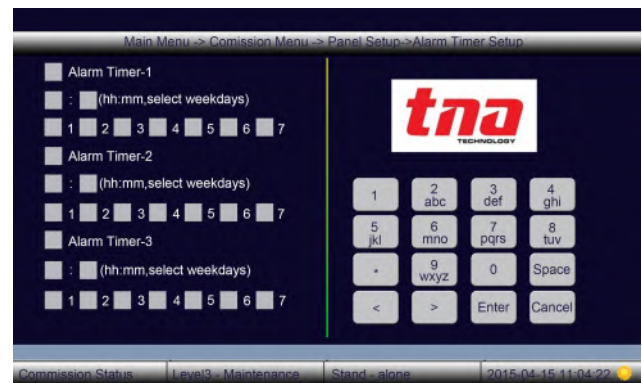 Main Menu -> Comission Menu -> Panel Setup->Alarm Timer Setup
Alarm Timer-1
: (hh:mm,select weekdays)
1 2 3 4 5 6 7
Alarm Timer-2
: (hh:mm,select weekdays)
1 2 3 4 5 6 7
Alarm Timer-3
: (hh:mm,select weekdays)
1 2 3 4 5 6 7
tna
TECHNOLOGY
1 2 3 4
abc def ghi
5 6 7 8
jkl mno pqrs tuv
* 9 0 Space
wxyz
< > Enter Cancel
Commission Status Level3 - Maintenance Stand - alone 2015-04-15 11:04:22